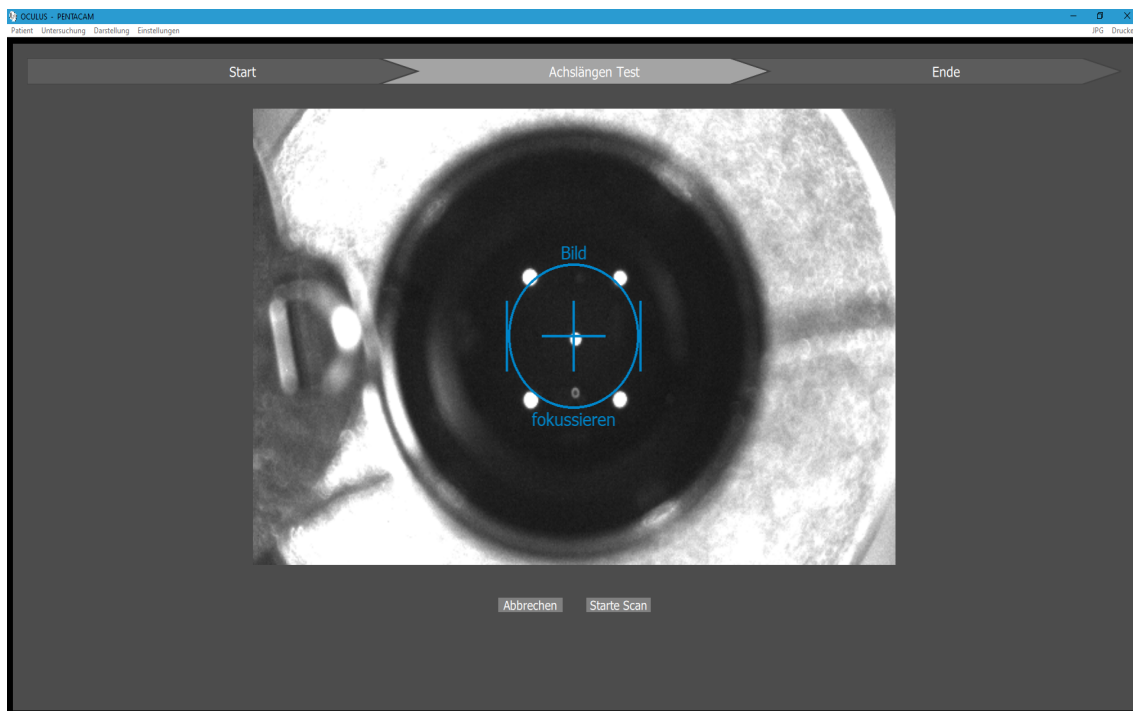 OCULUS - PENTACAM
Patient Untersuchung Darstellung Einstellungen JPG Drucke
Start Achslängen Test Ende
Bild
fokussieren
Abbrechen Starte Scan